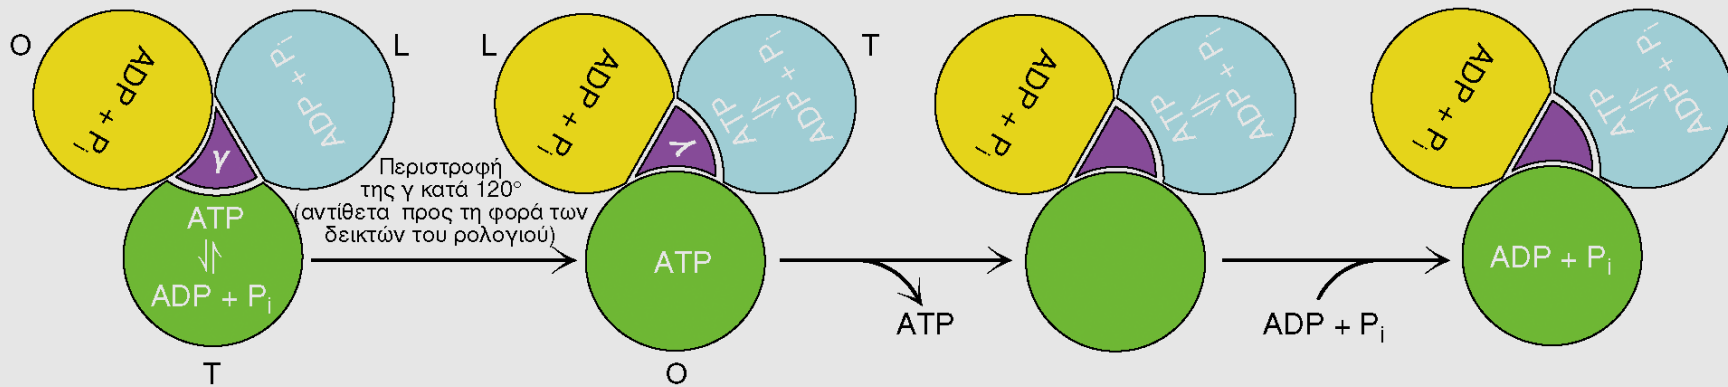 O
ADP + Pi
ADP + Pi
L
γ
ATP
⇌
ADP + Pi
T
Περιστροφή
της γ κατά 120°
(αντίθετα προς τη φορά των
δεικτών του ρολογιού)
L
ADP + Pi
ATP ⇌ ADP + Pi
T
γ
ATP
O
ATP
ADP + Pi
ATP ⇌ ADP + Pi
ADP + Pi
ADP + Pi
ATP ⇌ ADP + Pi
ADP + Pi